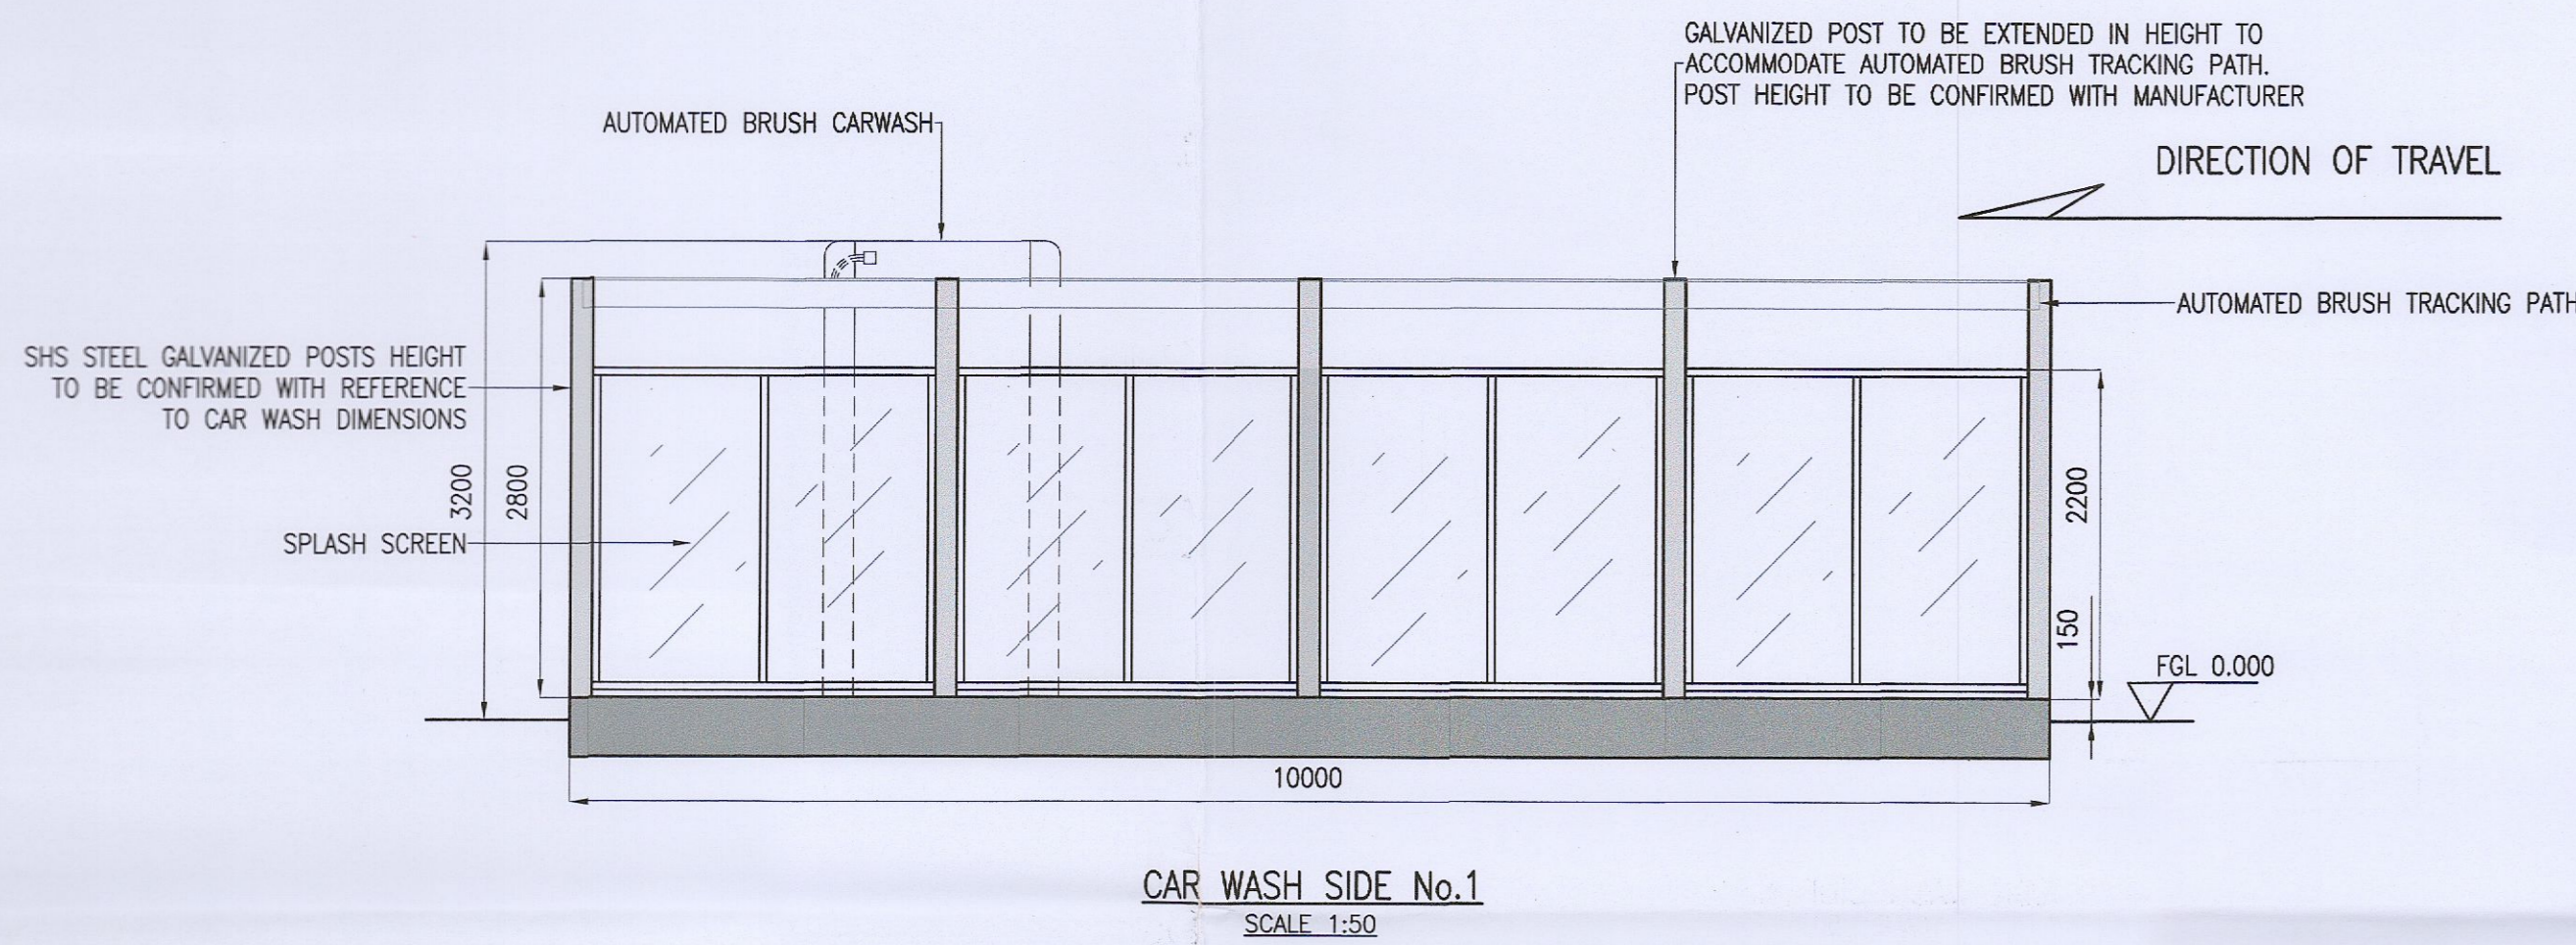 GALVANIZED POST TO BE EXTENDED IN HEIGHT TO
ACCOMMODATE AUTOMATED BRUSH TRACKING PATH.
POST HEIGHT TO BE CONFIRMED WITH MANUFACTURER
AUTOMATED BRUSH CARWASH
DIRECTION OF TRAVEL
AUTOMATED BRUSH TRACKING PATH
SHS STEEL GALVANIZED POSTS HEIGHT
TO BE CONFIRMED WITH REFERENCE
TO CAR WASH DIMENSIONS
3200
2800
2200
SPLASH SCREEN
150
FGL 0.000
10000
CAR WASH SIDE No.1
SCALE 1:50